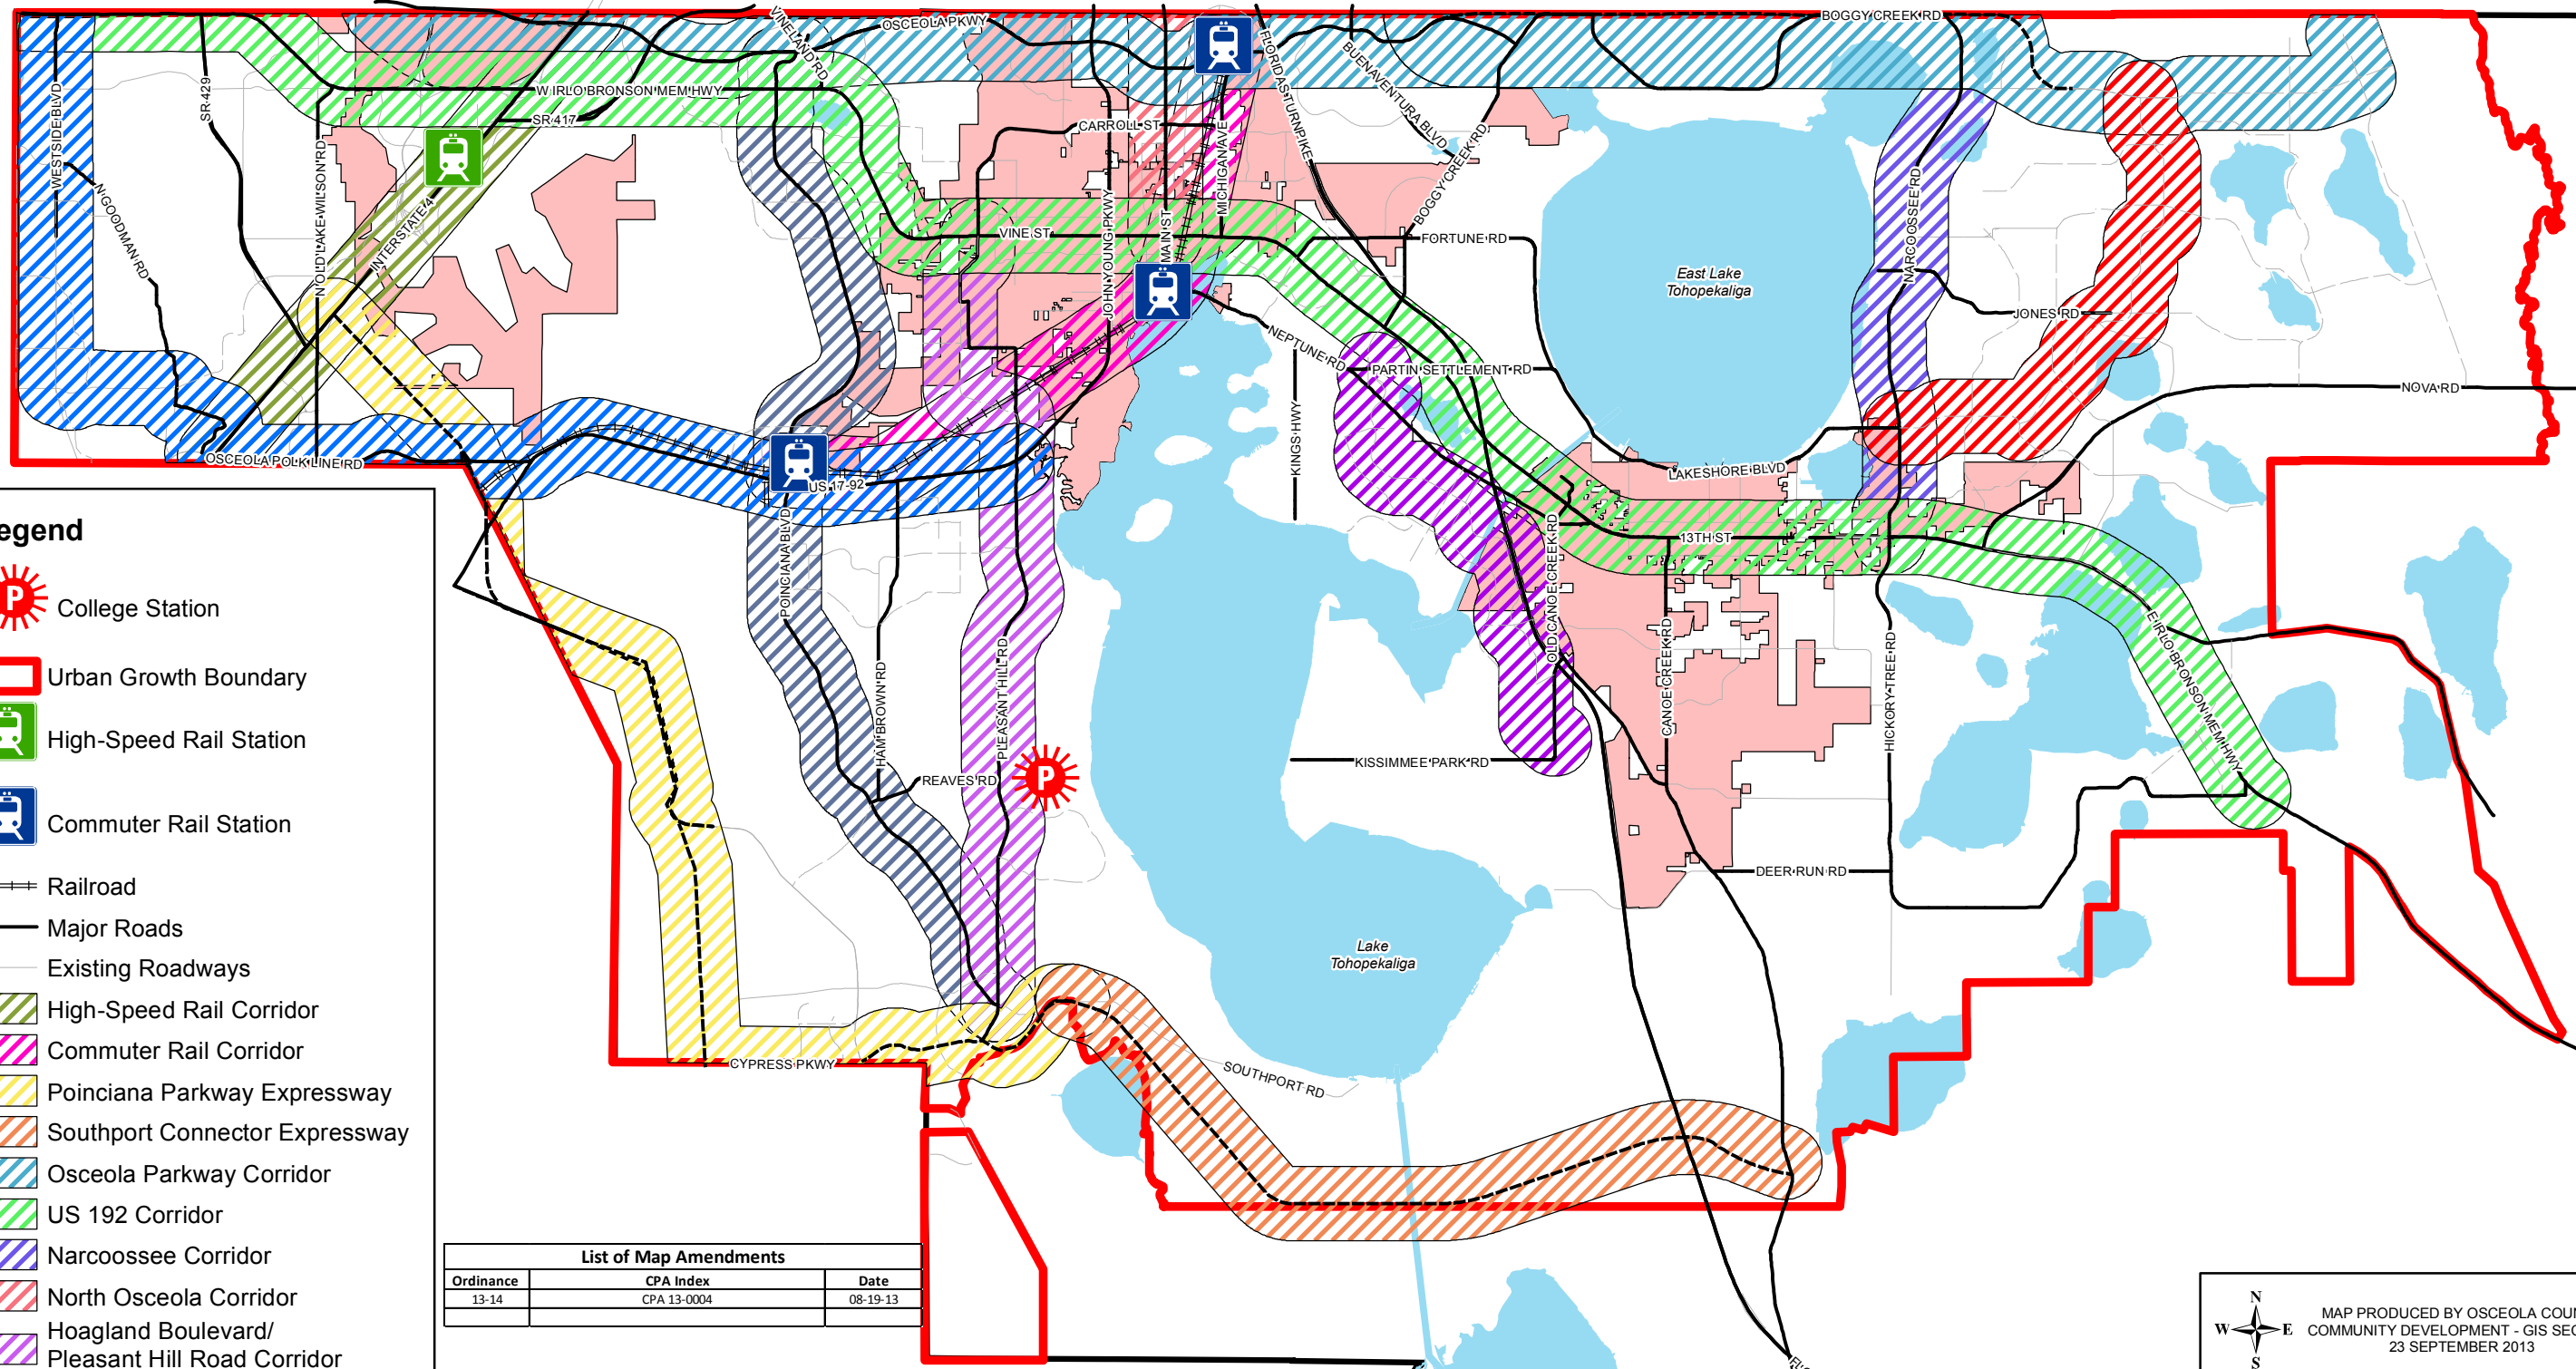 OSCEOLA PKWY
BOGGY CREEK RD
VINELAND RD
FLORIDAS TURNPIKE
BUENAVENTURA BLVD
WESTSIDE BLVD
SR 429
W IRLO BRONSON MEM HWY
SR 417
CARROLL ST
MICHIGAN AVE
BOGGY CREEK RD
N GOODMAN RD
N OLD LAKE WILSON RD
INTERSTATE 4
JOHN YOUNG PKWY
MAIN ST
VINE ST
FORTUNE RD
NARCOOSSEE RD
East Lake
Tohopekaliga
JONES RD
NEPTUNE RD
PARTIN SETTLEMENT RD
NOVA RD
KINGS HWY
OSCEOLA POLK LINE RD
US 17-92
LAKESHORE BLVD
13TH ST
POINCIANA BLVD
OLD CANOE CREEK RD
HAM BROWN RD
PLEASANT HILL RD
CANOE CREEK RD
HICKORY TREE RD
E IRLO BRONSON MEM HWY
REAVES RD
P
KISSIMMEE PARK RD
DEER RUN RD
Lake
Tohopekaliga
CYPRESS PKWY
SOUTHPORT RD
egend
P
College Station
Urban Growth Boundary
High-Speed Rail Station
Commuter Rail Station
Railroad
Major Roads
Existing Roadways
High-Speed Rail Corridor
Commuter Rail Corridor
Poinciana Parkway Expressway
Southport Connector Expressway
Osceola Parkway Corridor
US 192 Corridor
Narcoossee Corridor
North Osceola Corridor
Hoagland Boulevard/
Pleasant Hill Road Corridor
List of Map Amendments
Ordinance CPA Index Date
13-14 CPA 13-0004 08-19-13
N
W E
S
MAP PRODUCED BY OSCEOLA COU
COMMUNITY DEVELOPMENT - GIS SEC
23 SEPTEMBER 2013